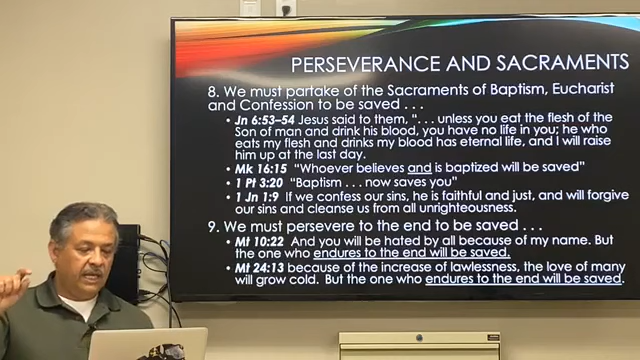 PERSEVERANCE AND SACRAMENTS
8. We must partake of the Sacraments of Baptism, Eucharist
and Confession to be saved . . .
• Jn 6:53–54 Jesus said to them, “. . . unless you eat the flesh of the
Son of man and drink his blood, you have no life in you; he who
eats my flesh and drinks my blood has eternal life, and I will raise
him up at the last day.
• Mk 16:15 “Whoever believes and is baptized will be saved”
• 1 Pt 3:20 “Baptism . . . now saves you”
• 1 Jn 1:9 If we confess our sins, he is faithful and just, and will forgive
our sins and cleanse us from all unrighteousness.
9. We must persevere to the end to be saved . . .
• Mt 10:22 And you will be hated by all because of my name. But
the one who endures to the end will be saved.
• Mt 24:13 because of the increase of lawlessness, the love of many
will grow cold. But the one who endures to the end will be saved.